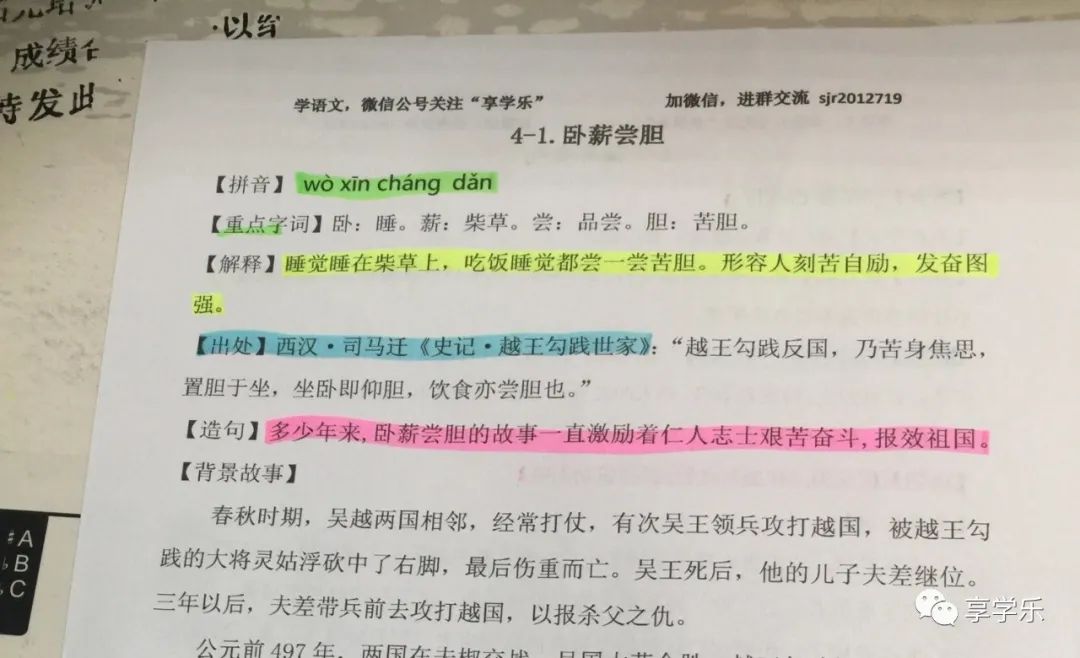 ·以
成绩
待发此
学语文，微信公号关注“享学乐”
加微信，进群交流 sjr2012719
4-1.卧薪尝胆
【拼音】 wò xīn cháng dǎn
【重点字词】卧：睡。薪：柴草。尝：品尝。胆：苦胆。
【解释】睡觉睡在柴草上，吃饭睡觉都尝一尝苦胆。形容人刻苦自励，发奋图
强。
【出处】西汉·司马迁《史记·越王勾践世家》：“越王勾践反国，乃苦身焦思，
置胆于坐，坐卧即仰胆，饮食亦尝胆也。”
【造句】多少年来,卧薪尝胆的故事一直激励着仁人志士艰苦奋斗,报效祖国。
【背景故事】
春秋时期，吴越两国相邻，经常打仗，有次吴王领兵攻打越国，被越王勾
践的大将灵姑浮砍中了右脚，最后伤重而亡。吴王死后，他的儿子夫差继位。
三年以后，夫差带兵前去攻打越国，以报杀父之仇。
公元前 497 年，两国在夫椒交战，吴国大获全胜，越
♯A
♭B
♭C
享学乐